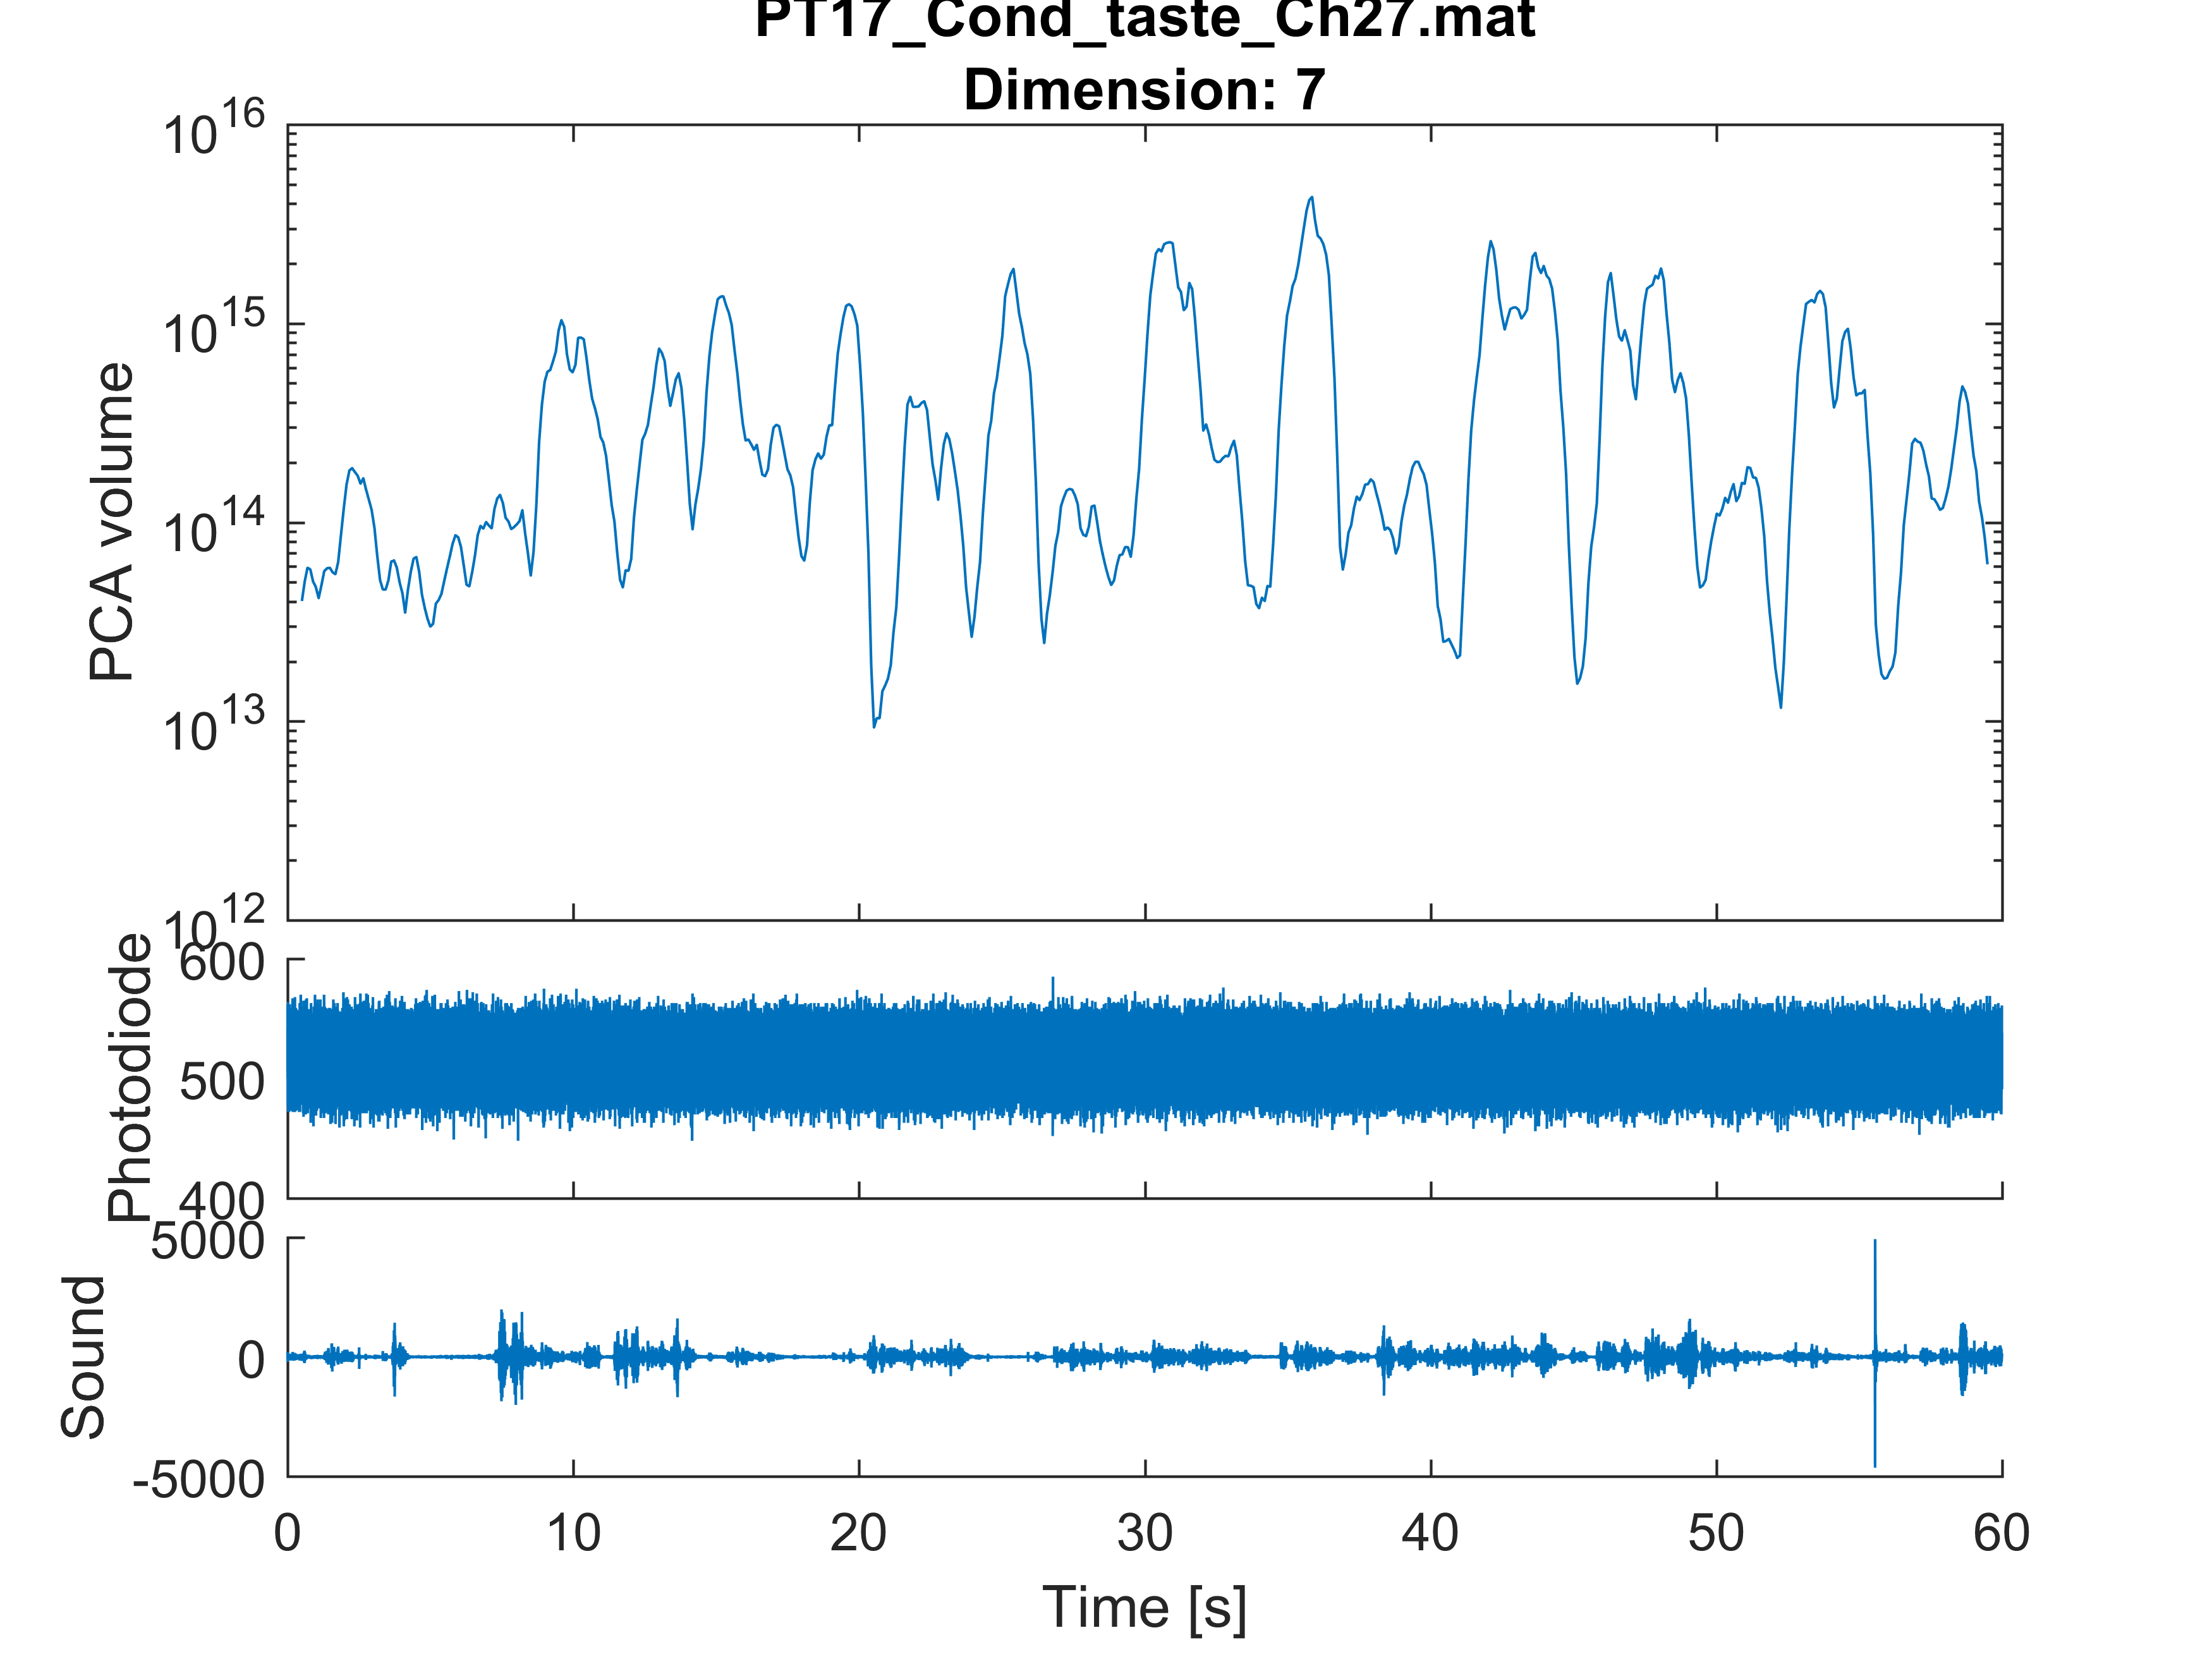 PT17_Cond_taste_Ch27.mat
Dimension: 7
10^16
10^15
10^14
10^13
10^12
PCA volume
600
500
400
Photodiode
5000
0
-5000
Sound
0 10 20 30 40 50 60
Time [s]